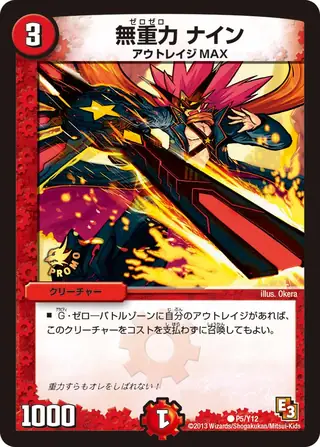 3
ゼロゼロ
無重力 ナイン
アウトレイジMAX
PROMO
illus. Okera
クリーチャー
■ G・ゼローバトルゾーンに自分のアウトレイジがあれば、
このクリーチャーをコストを支払わずに召喚してもよい。
重力すらもオレをしばれない！
1000
1
E3
P5/Y12
©2013 Wizards/Shogakukan/Mitsui-Kids